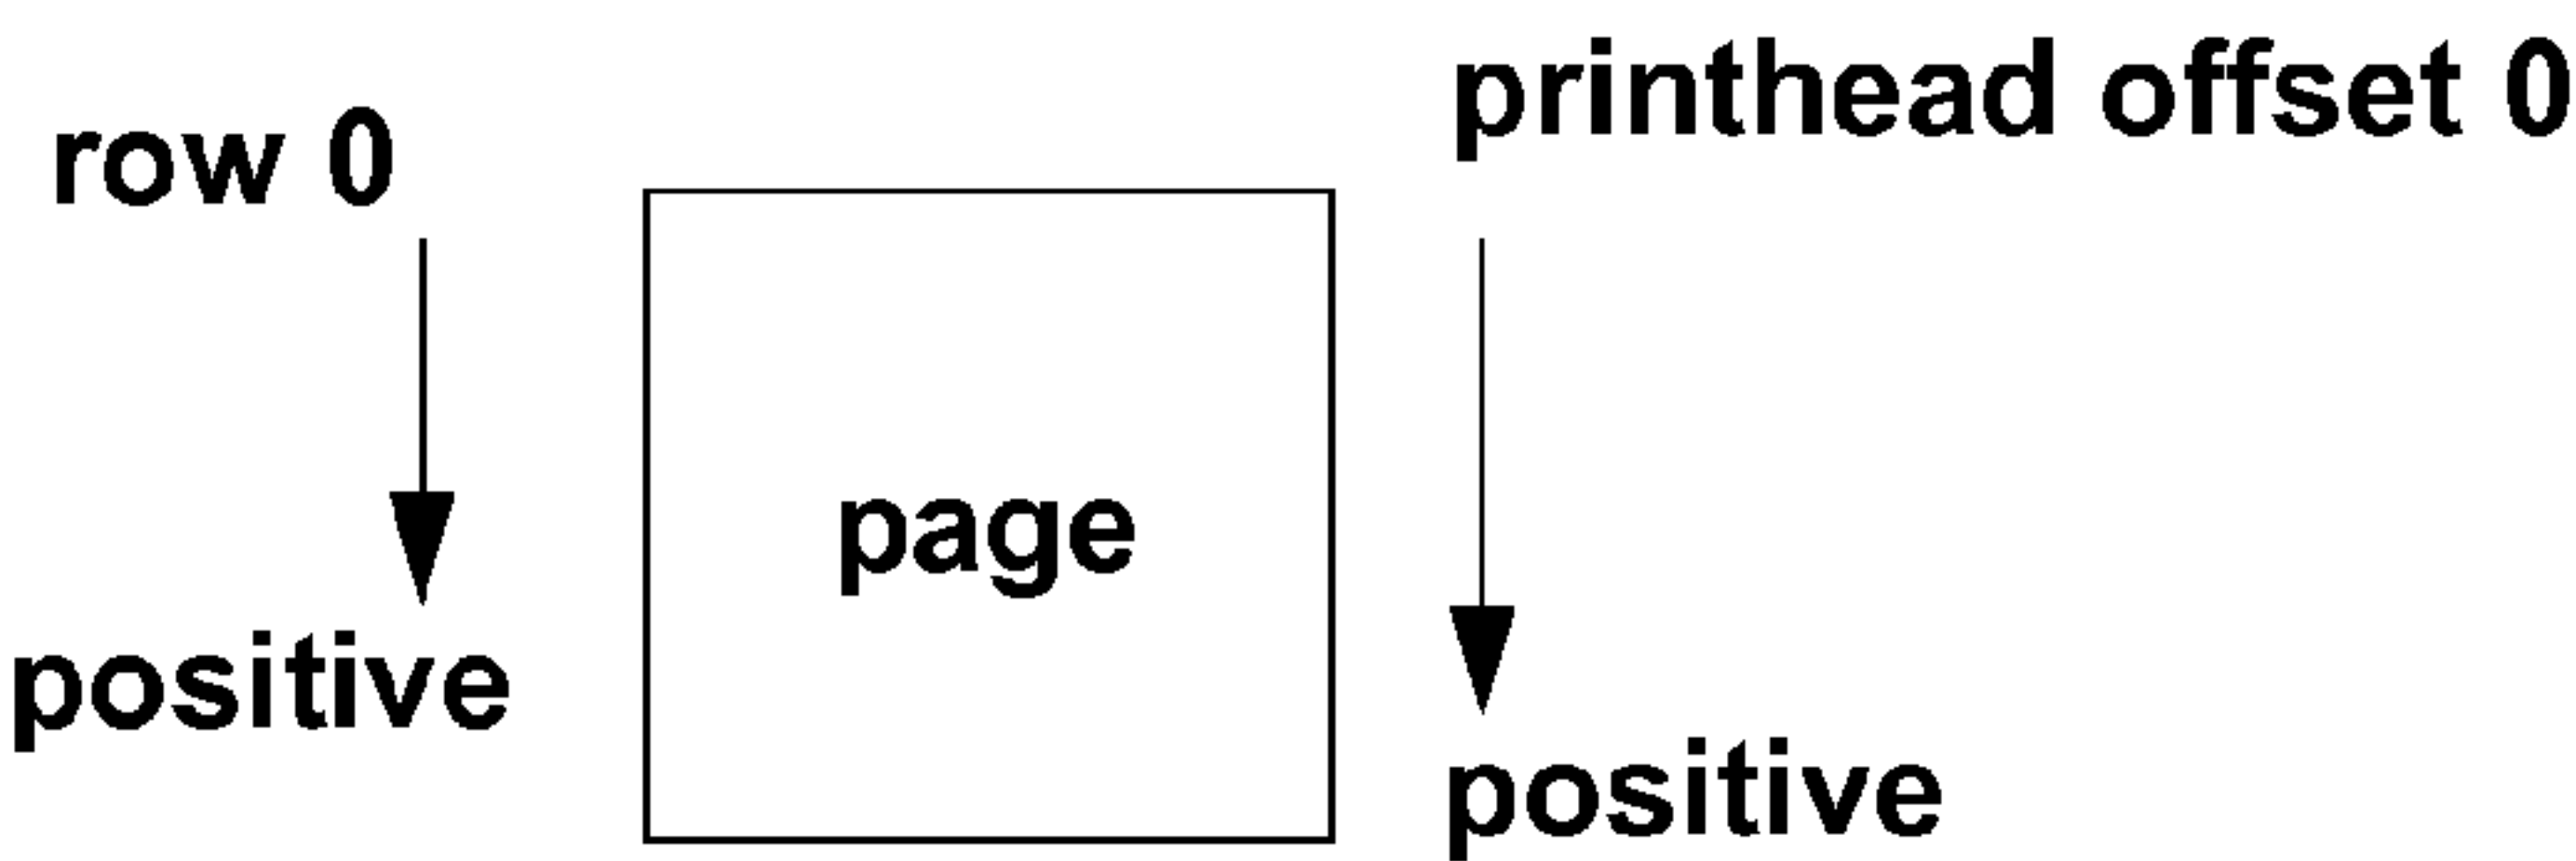 printhead offset 0
row 0
page
positive
positive